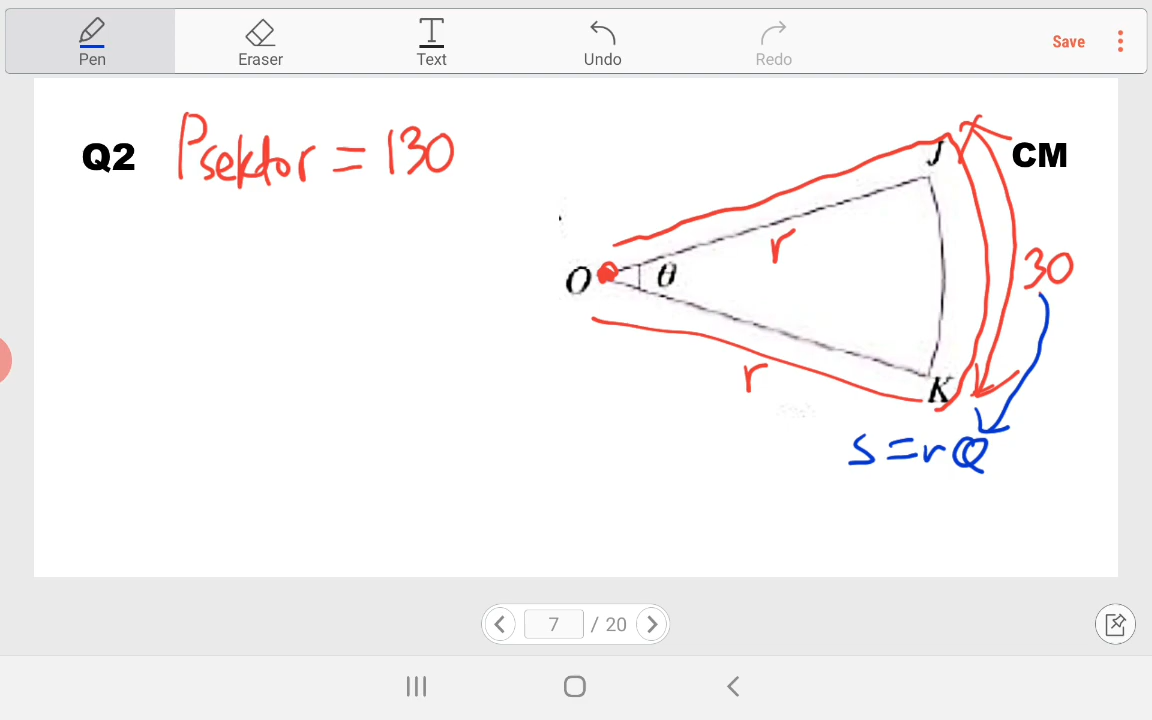 Pen
Eraser
Text
Undo
Redo
Save
Q2
Psektor = 130
CM
J
O
θ
r
30
r
K
s = rθ
7 / 20